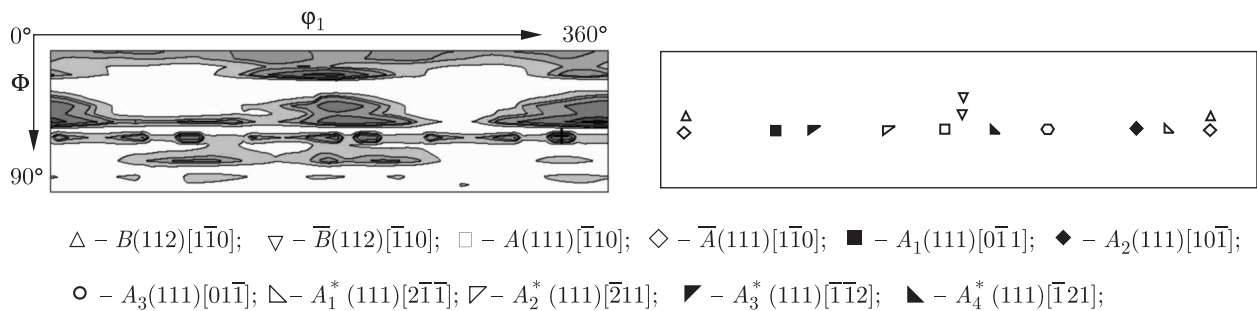 φ₁
0° 360°
Φ
90°
△ – B(112)[11̅0]; ▽ – B̅(112)[1̅10]; □ – A(111)[1̅10]; ◇ – A̅(111)[11̅0]; ■ – A₁(111)[01̅1]; ◆ – A₂(111)[101̅];
○ – A₃(111)[011̅]; ◺ – A₁* (111)[21̅1̅]; ▽ – A₂* (111)[2̅11]; ◤ – A₃* (111)[1̅1̅2]; ◣ – A₄* (111)[1̅21];